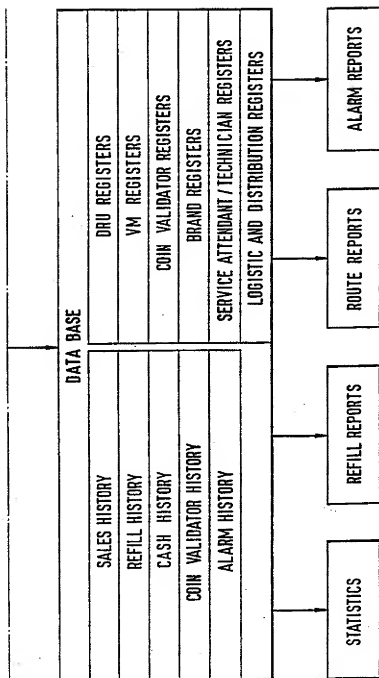 DATA BASE
SALES HISTORY
REFILL HISTORY
CASH HISTORY
COIN VALIDATOR HISTORY
ALARM HISTORY
DRU REGISTERS
VM REGISTERS
COIN VALIDATOR REGISTERS
BRAND REGISTERS
SERVICE ATTENDANT/TECHNICIAN REGISTERS
LOGISTIC AND DISTRIBUTION REGISTERS
STATISTICS
REFILL REPORTS
ROUTE REPORTS
ALARM REPORTS